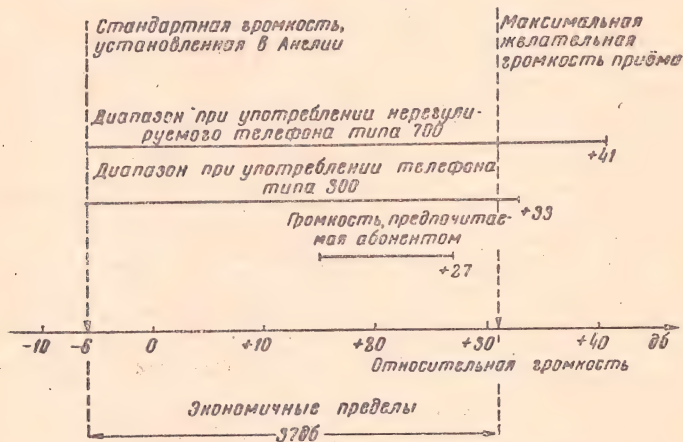 Стандартная громкость,
установленная в Англии
Максимальная
желательная
громкость приёма
Диапазон при употреблении нерегули-
руемого телефона типа 700
+41
Диапазон при употреблении телефона
типа 300
+33
Громкость, предпочитае-
мая абонентом
+27
-10 -6 0 +10 +20 +30 +40 дб
Относительная громкость
Экономичные пределы
37дб